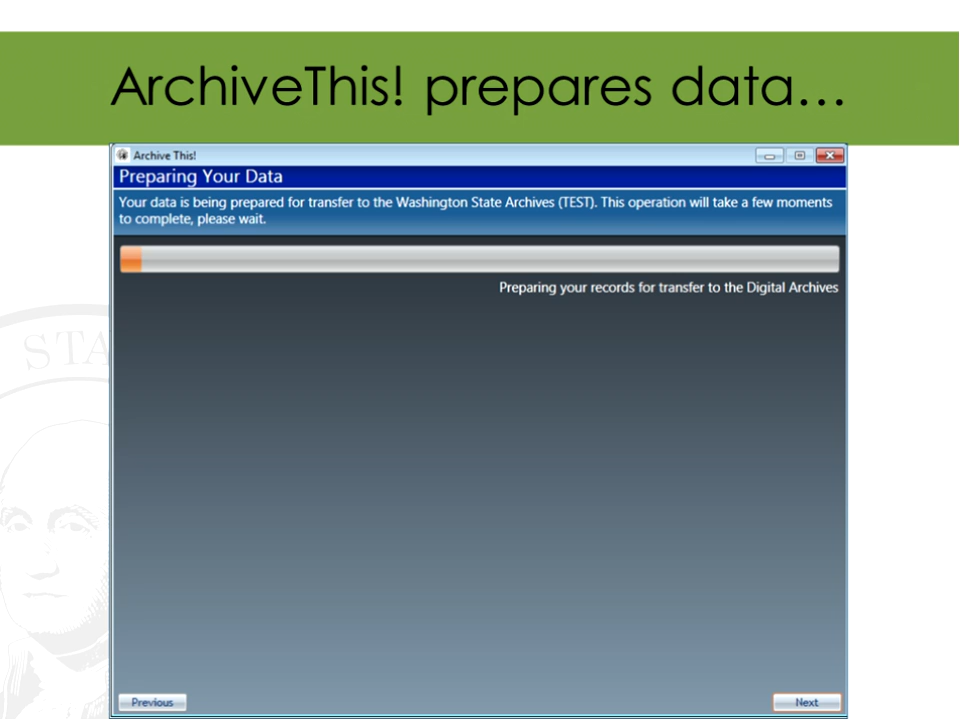 ArchiveThis! prepares data…
Archive This!
Preparing Your Data
Your data is being prepared for transfer to the Washington State Archives (TEST). This operation will take a few moments
to complete, please wait.
Preparing your records for transfer to the Digital Archives
STA
Previous
Next